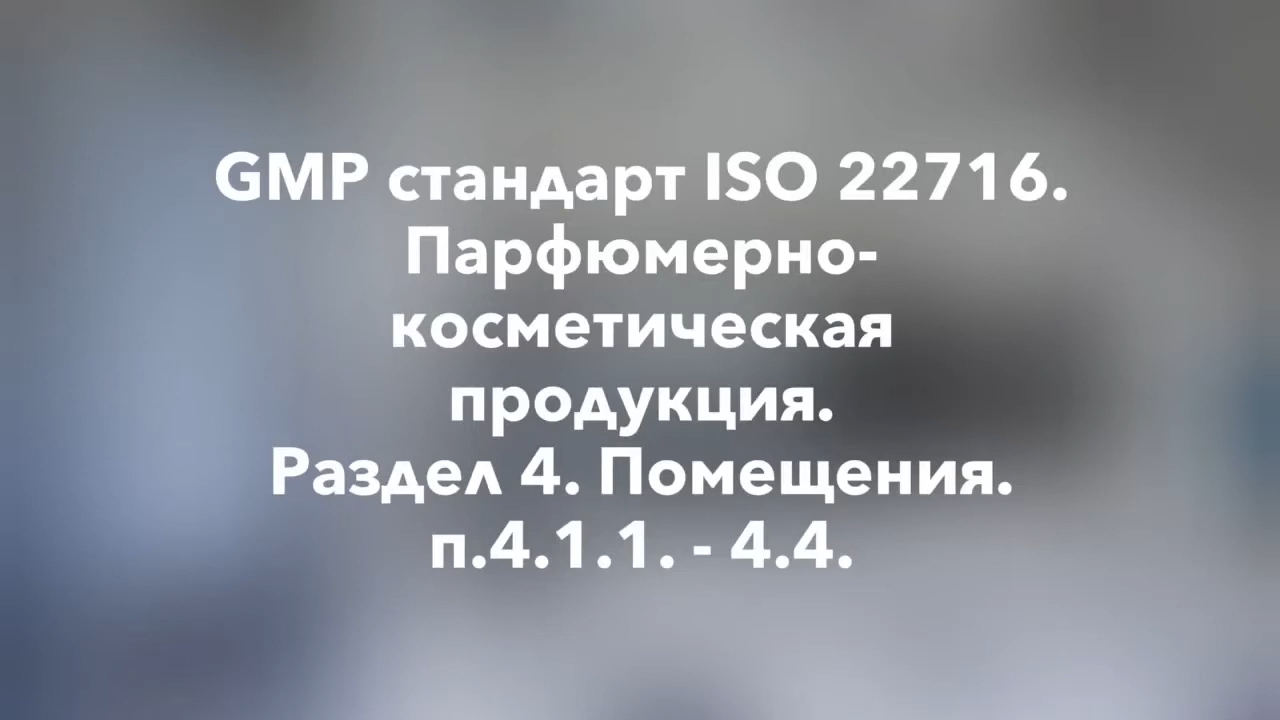 GMP стандарт ISO 22716.
Парфюмерно-
косметическая
продукция.
Раздел 4. Помещения.
п.4.1.1. - 4.4.